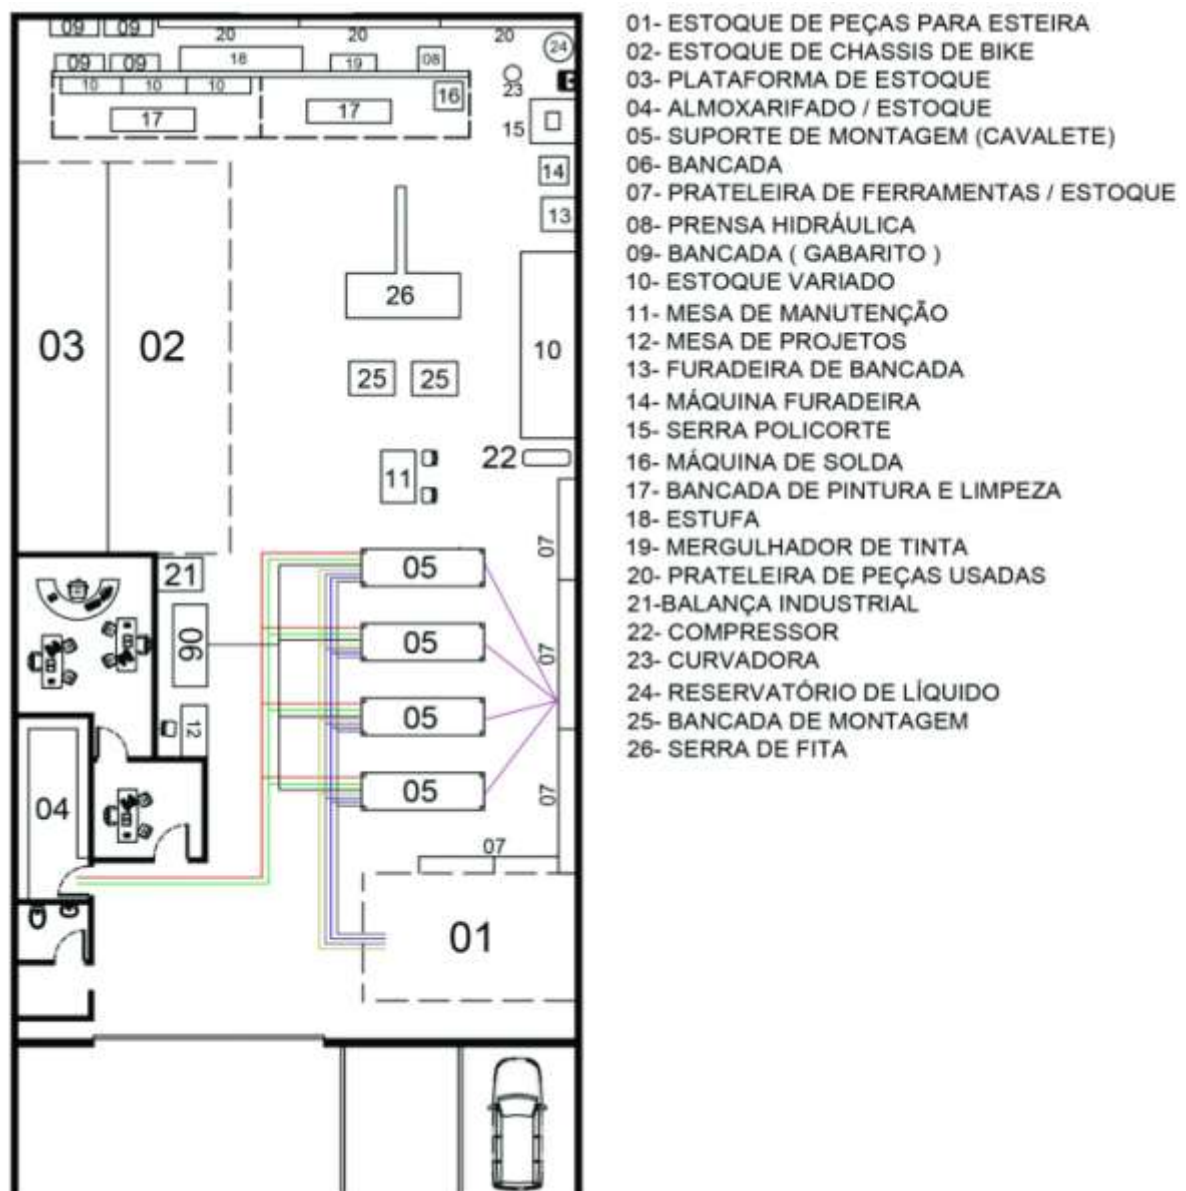 09 09 20 20 20
09 09 18 19 08 24
10 10 10 16 23
17 17 15
14
13
26
03 02 10
25 25
22
11
07
05
21
06 05 07
12 05
04 05 07
07
01
01- ESTOQUE DE PEÇAS PARA ESTEIRA
02- ESTOQUE DE CHASSIS DE BIKE
03- PLATAFORMA DE ESTOQUE
04- ALMOXARIFADO / ESTOQUE
05- SUPORTE DE MONTAGEM (CAVALETE)
06- BANCADA
07- PRATELEIRA DE FERRAMENTAS / ESTOQUE
08- PRENSA HIDRÁULICA
09- BANCADA ( GABARITO )
10- ESTOQUE VARIADO
11- MESA DE MANUTENÇÃO
12- MESA DE PROJETOS
13- FURADEIRA DE BANCADA
14- MÁQUINA FURADEIRA
15- SERRA POLICORTE
16- MÁQUINA DE SOLDA
17- BANCADA DE PINTURA E LIMPEZA
18- ESTUFA
19- MERGULHADOR DE TINTA
20- PRATELEIRA DE PEÇAS USADAS
21-BALANÇA INDUSTRIAL
22- COMPRESSOR
23- CURVADORA
24- RESERVATÓRIO DE LÍQUIDO
25- BANCADA DE MONTAGEM
26- SERRA DE FITA